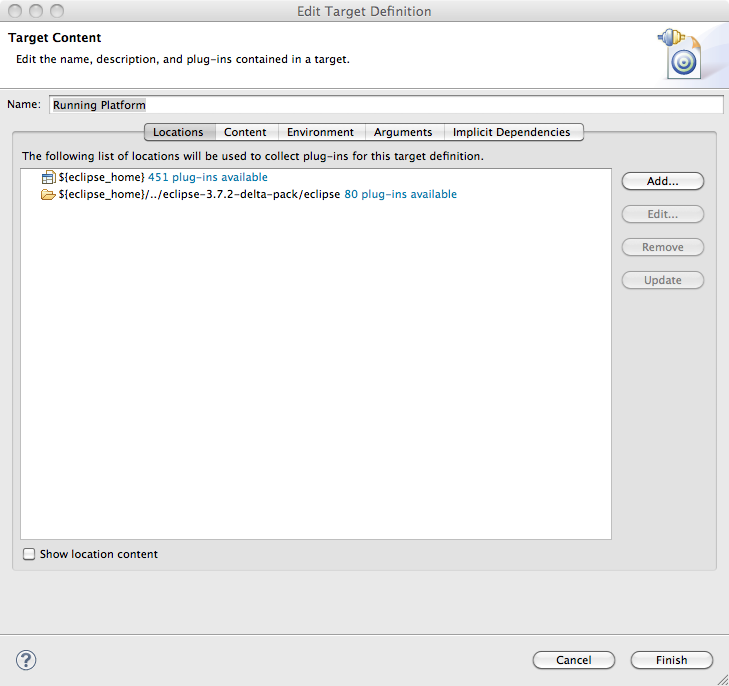 Edit Target Definition
Target Content
Edit the name, description, and plug-ins contained in a target.
Name: Running Platform
Locations Content Environment Arguments Implicit Dependencies
The following list of locations will be used to collect plug-ins for this target definition.
${eclipse_home} 451 plug-ins available
${eclipse_home}/../eclipse-3.7.2-delta-pack/eclipse 80 plug-ins available
Add...
Edit...
Remove
Update
Show location content
? Cancel Finish